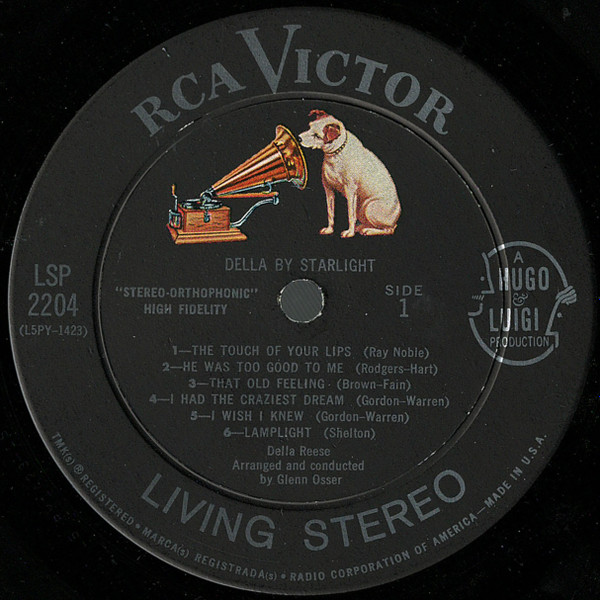 RCA VICTOR
DELLA BY STARLIGHT
LSP
2204
(L5PY-1423)
"STEREO-ORTHOPHONIC"
HIGH FIDELITY
SIDE
1
A
HUGO
&
LUIGI
PRODUCTION
1—THE TOUCH OF YOUR LIPS (Ray Noble)
2—HE WAS TOO GOOD TO ME (Rodgers-Hart)
3—THAT OLD FEELING - (Brown-Fain)
4—I HAD THE CRAZIEST DREAM (Gordon-Warren)
5—I WISH I KNEW (Gordon-Warren)
6—LAMPLIGHT (Shelton)
Della Reese
Arranged and conducted
by Glenn Osser
LIVING STEREO
TMK(s) ® REGISTERED • MARCA(s) REGISTRADA(s) • RADIO CORPORATION OF AMERICA—MADE IN U.S.A.